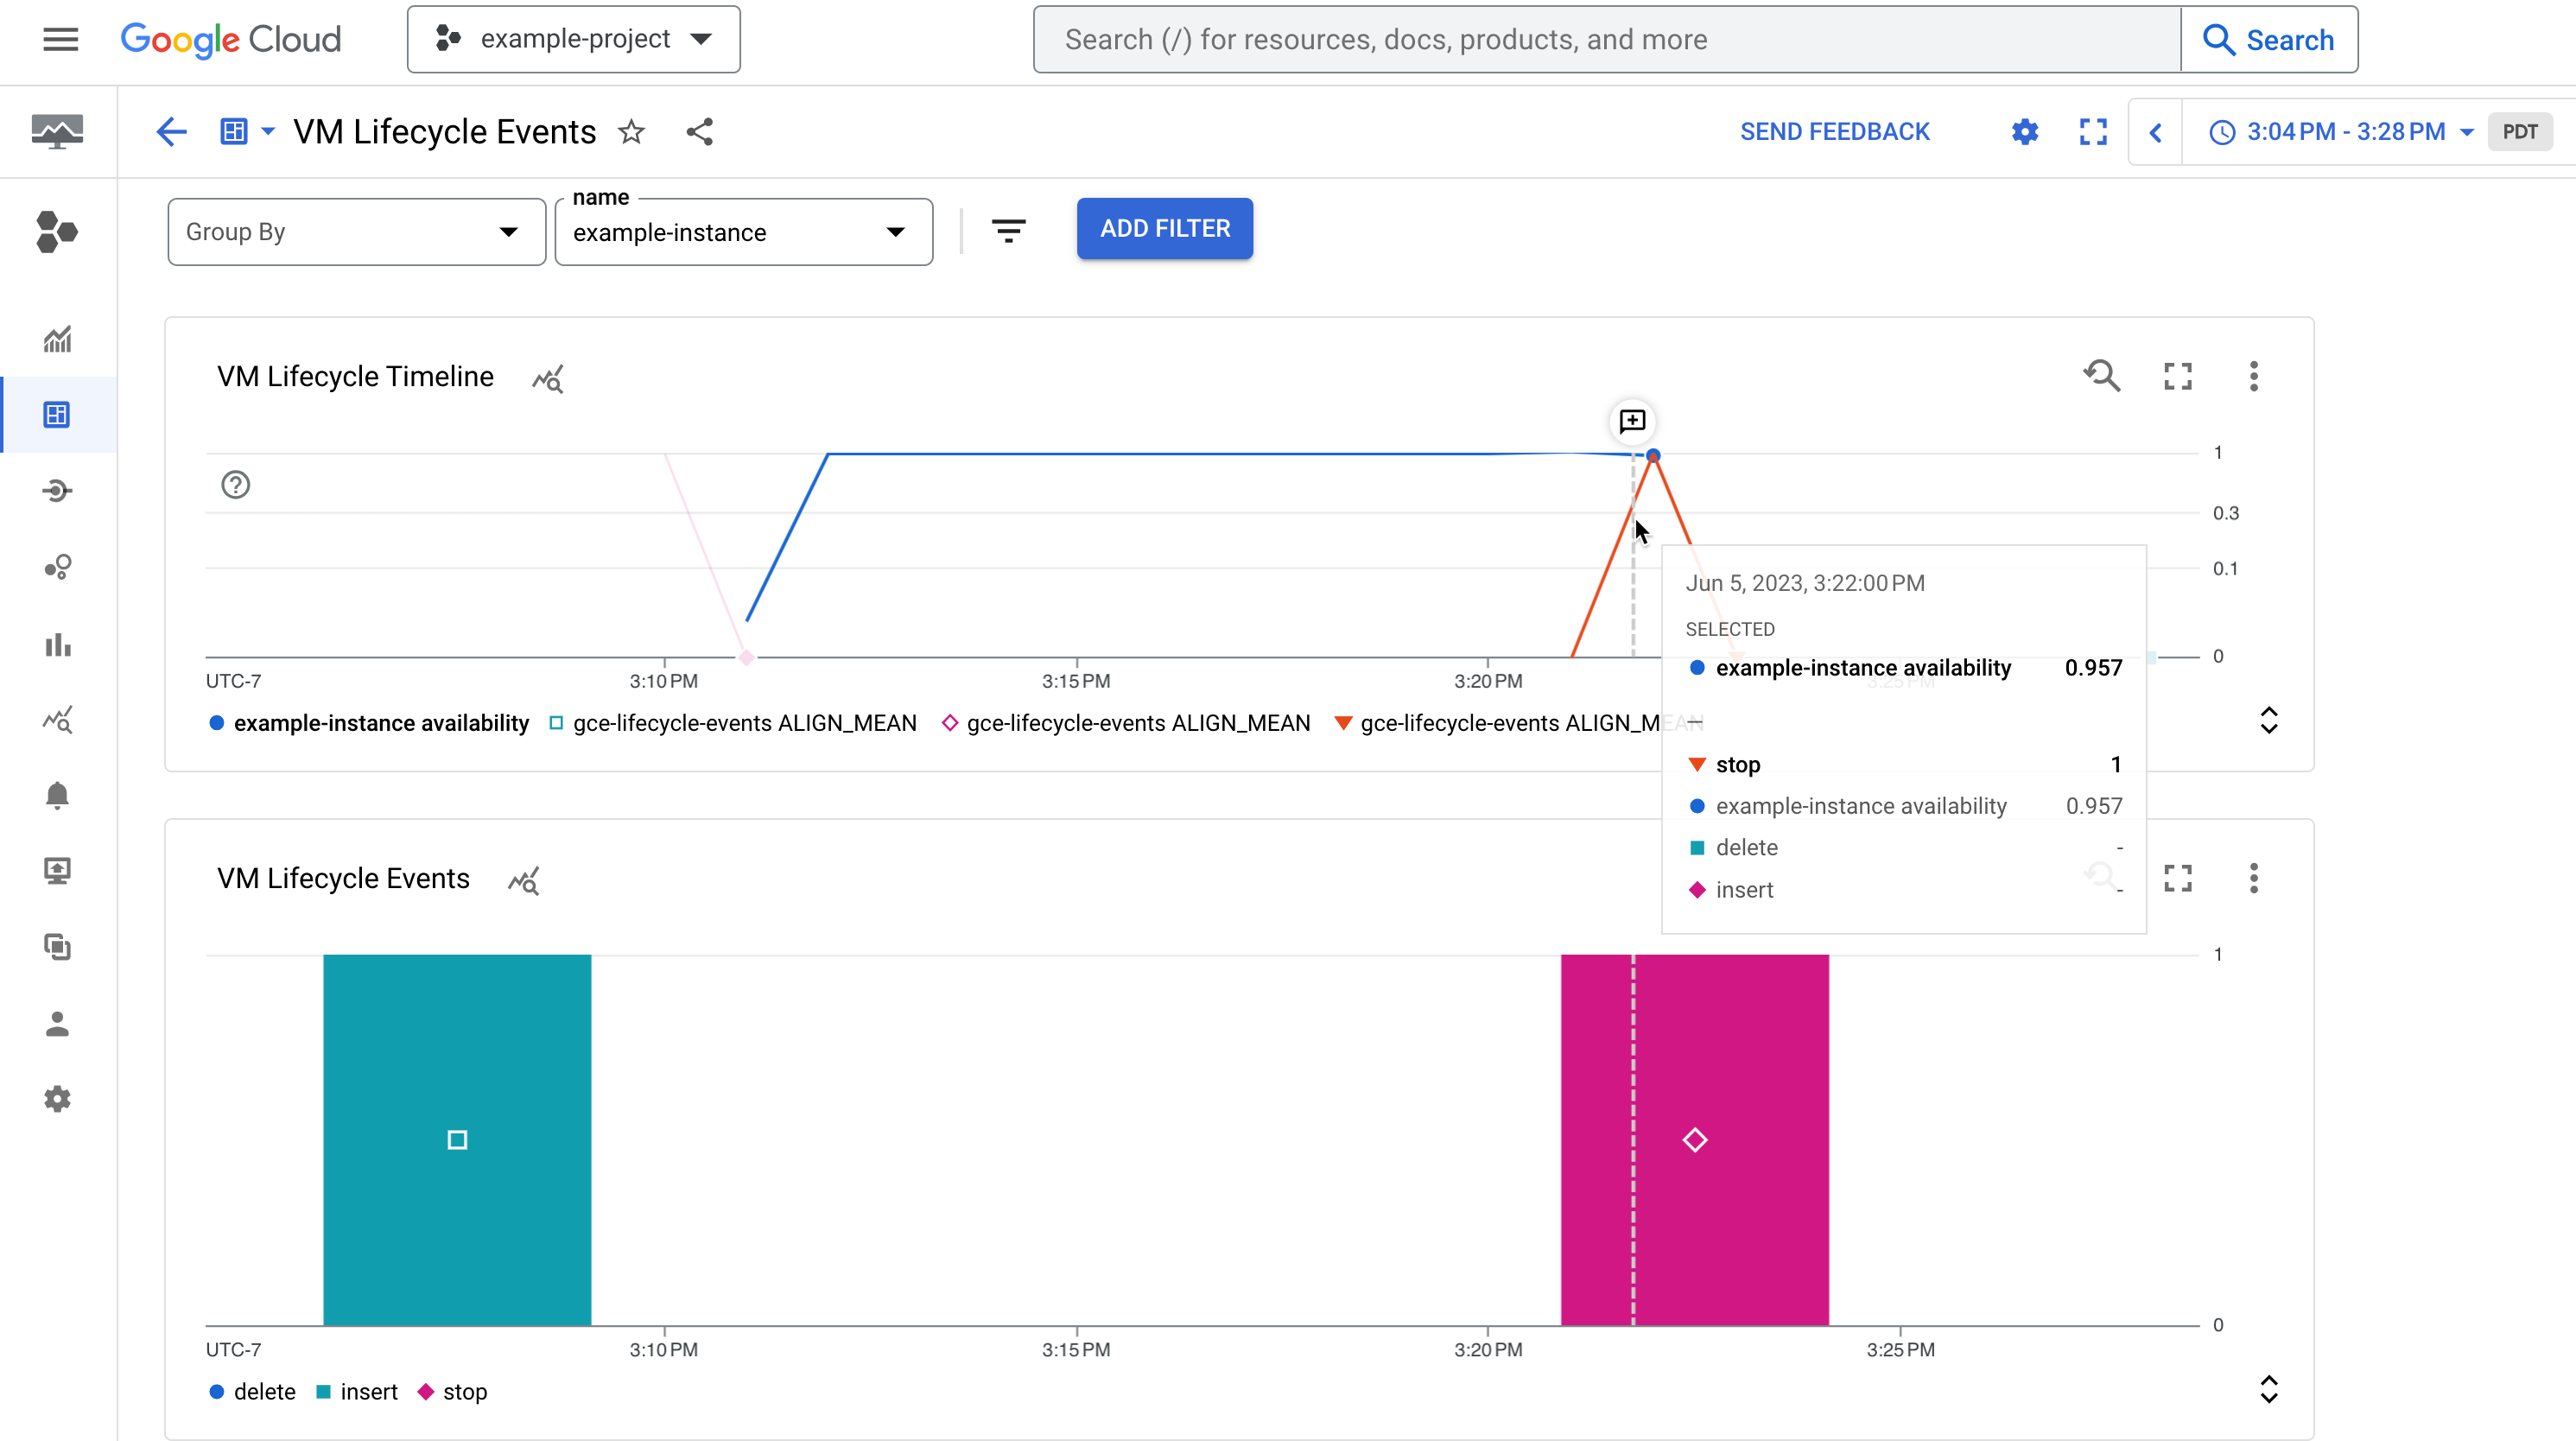 Google Cloud
example-project
Search (/) for resources, docs, products, and more
Search
VM Lifecycle Events
SEND FEEDBACK
3:04 PM - 3:28 PM
PDT
Group By
name
example-instance
ADD FILTER
VM Lifecycle Timeline
1
0.3
0.1
0
UTC-7
3:10 PM
3:15 PM
3:20 PM
3:25 PM
example-instance availability
gce-lifecycle-events ALIGN_MEAN
gce-lifecycle-events ALIGN_MEAN
gce-lifecycle-events ALIGN_MEAN
Jun 5, 2023, 3:22:00 PM
SELECTED
example-instance availability 0.957
stop 1
example-instance availability 0.957
delete -
insert -
VM Lifecycle Events
1
0
UTC-7
3:10 PM
3:15 PM
3:20 PM
3:25 PM
delete insert stop